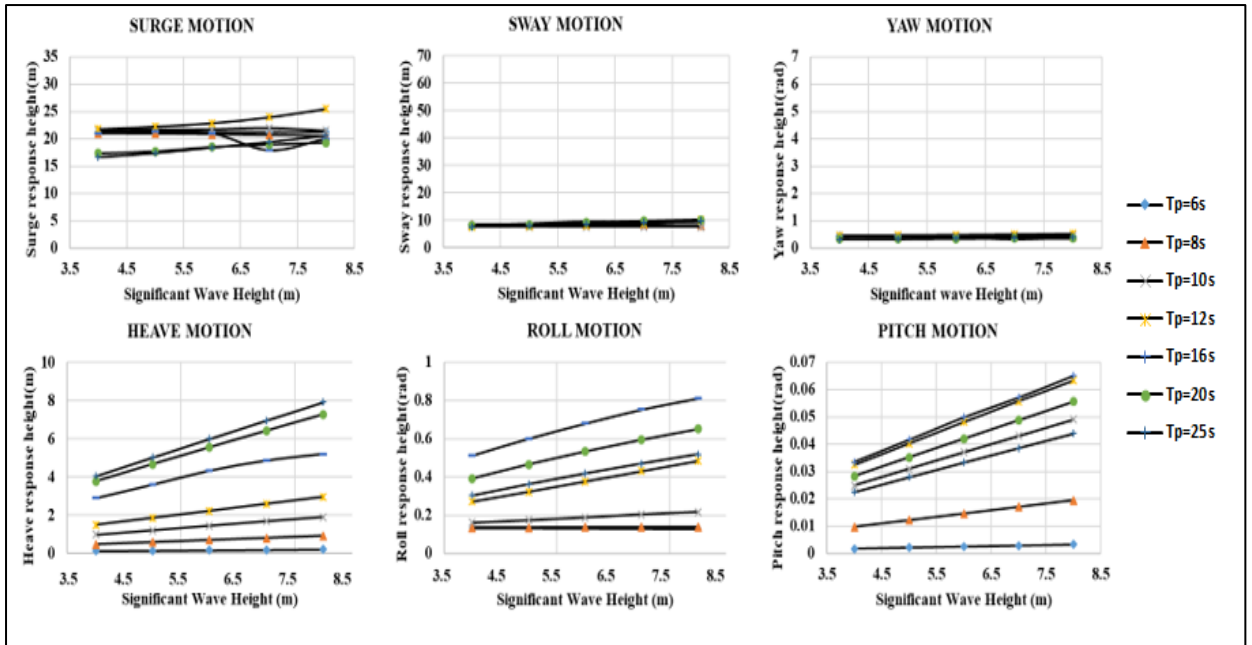 SURGE MOTION
Surge response height(m)
35
30
25
20
15
10
5
0
3.5 4.5 5.5 6.5 7.5 8.5
Significant Wave Height (m)
SWAY MOTION
Sway response height(m)
70
60
50
40
30
20
10
0
3.5 4.5 5.5 6.5 7.5 8.5
Significant Wave Height (m)
YAW MOTION
Yaw response height(rad)
7
6
5
4
3
2
1
0
3.5 4.5 5.5 6.5 7.5 8.5
Significant wave Height (m)
HEAVE MOTION
Heave response height(m)
10
8
6
4
2
0
3.5 4.5 5.5 6.5 7.5 8.5
Significant Wave Height (m)
ROLL MOTION
Roll response height(rad)
1
0.8
0.6
0.4
0.2
0
3.5 4.5 5.5 6.5 7.5 8.5
Significant Wave Height (m)
PITCH MOTION
Pitch response height(rad)
0.07
0.06
0.05
0.04
0.03
0.02
0.01
0
3.5 4.5 5.5 6.5 7.5 8.5
Significant Wave Height (m)
Tp=6s
Tp=8s
Tp=10s
Tp=12s
Tp=16s
Tp=20s
Tp=25s